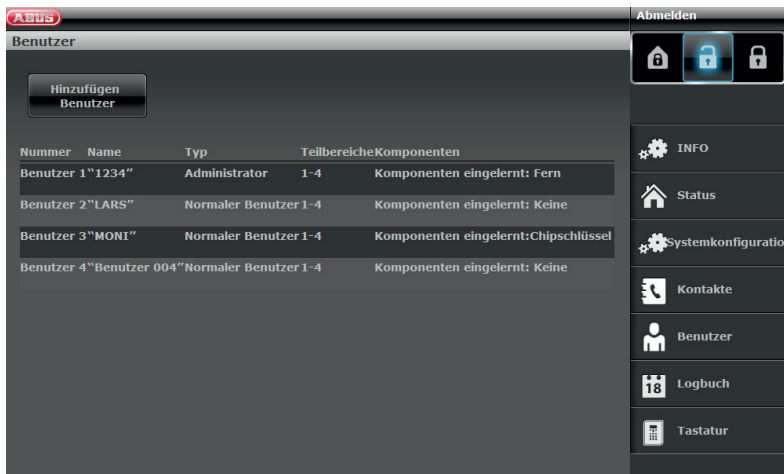 ABUS
Abmelden
Benutzer
Hinzufügen
Benutzer
Nummer Name Typ Teilbereiche Komponenten
Benutzer 1 “1234” Administrator 1-4 Komponenten eingelernt: Fern
Benutzer 2 “LARS” Normaler Benutzer 1-4 Komponenten eingelernt: Keine
Benutzer 3 “MONI” Normaler Benutzer 1-4 Komponenten eingelernt:Chipschlüssel
Benutzer 4 “Benutzer 004” Normaler Benutzer 1-4 Komponenten eingelernt: Keine
INFO
Status
Systemkonfiguratio
Kontakte
Benutzer
18 Logbuch
Tastatur